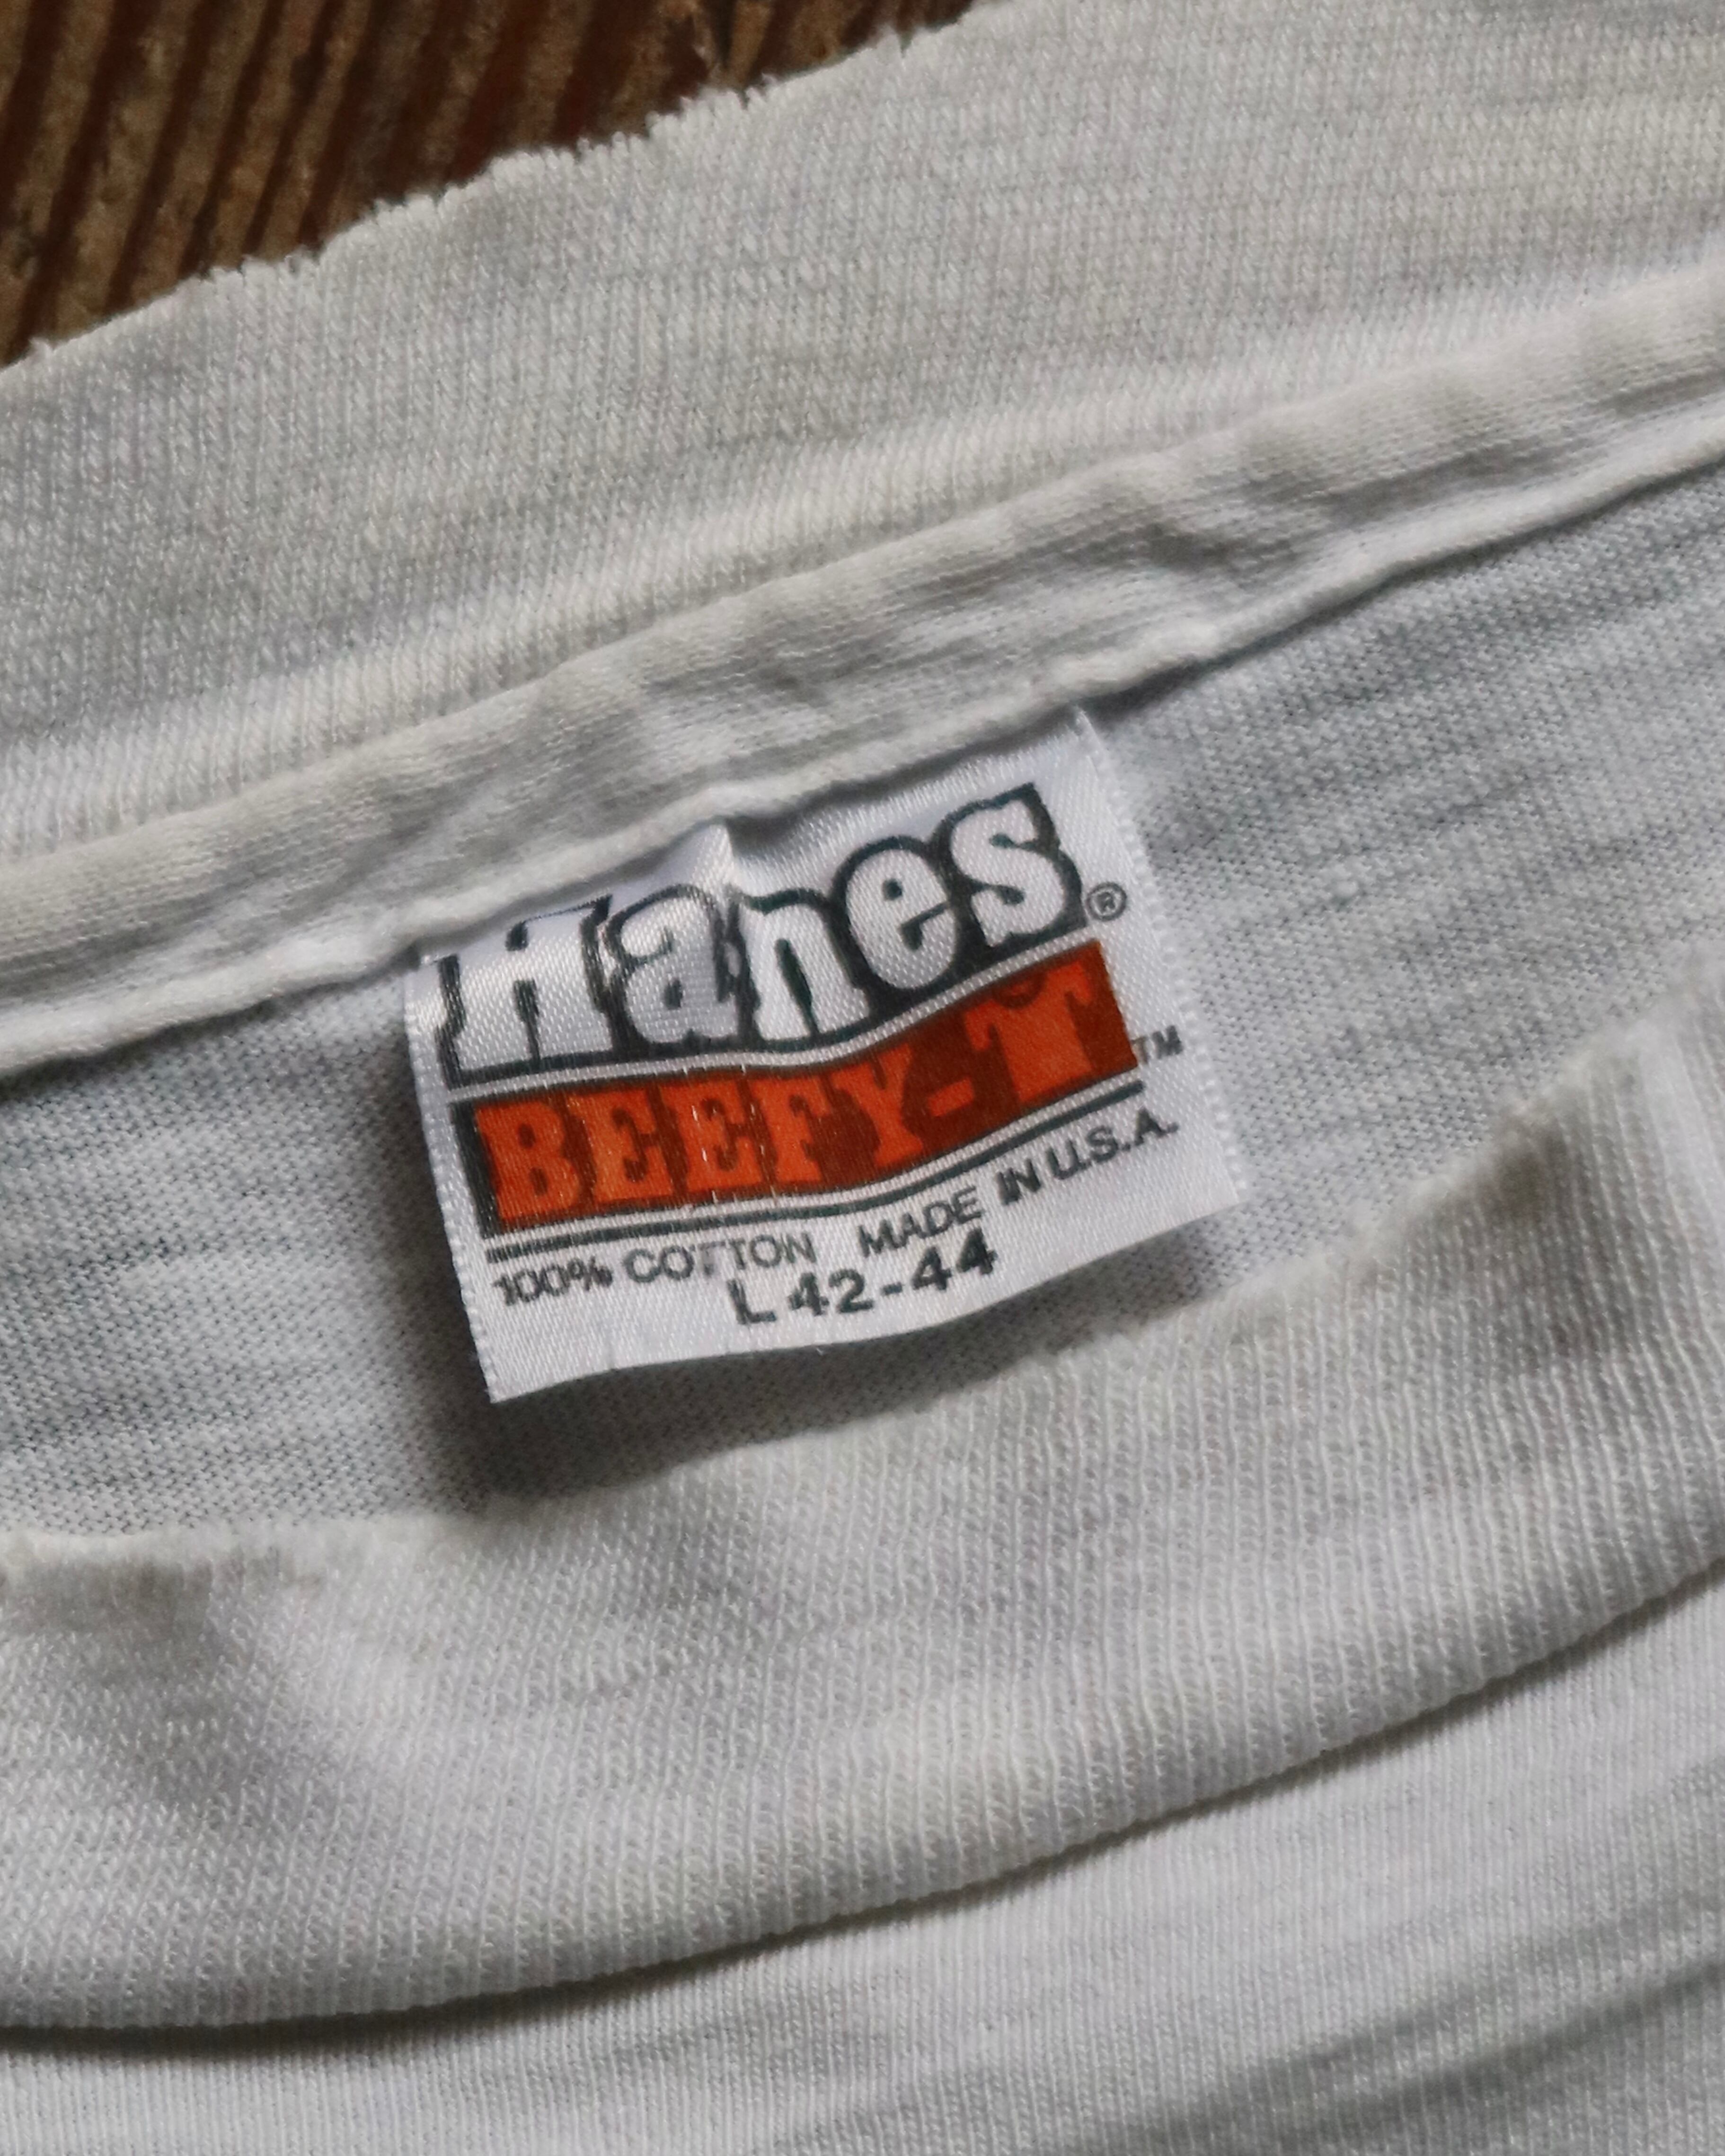 Hanes®
BEEFY-T™
100% COTTON MADE IN U.S.A.
L 42-44